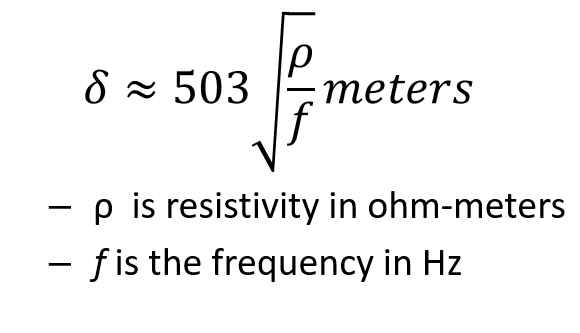 δ ≈ 503 √(ρ/f) meters
– ρ is resistivity in ohm-meters
– f is the frequency in Hz